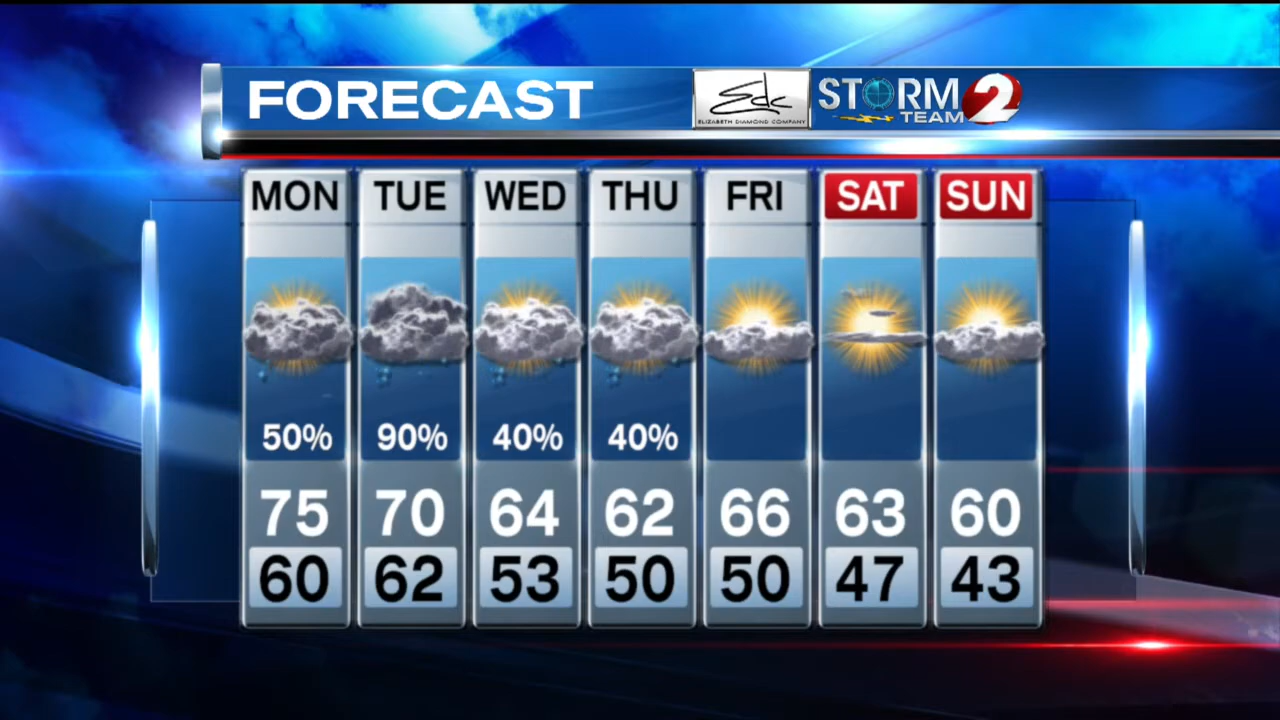 FORECAST
Edc
ELIZABETH DIAMOND COMPANY
STORM
TEAM 2
MON TUE WED THU FRI SAT SUN
50% 90% 40% 40%
75 70 64 62 66 63 60
60 62 53 50 50 47 43